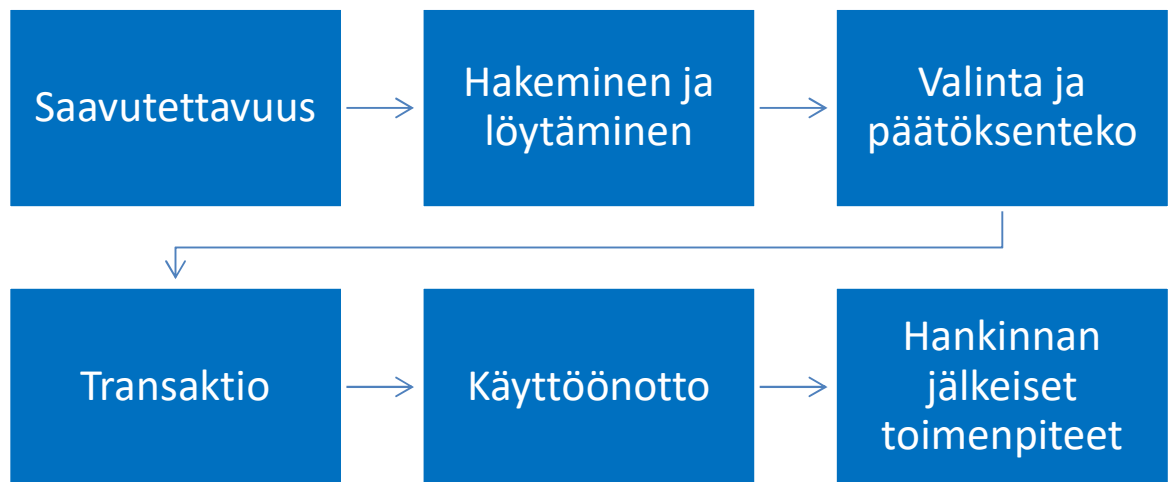 Saavutettavuus
Hakeminen ja
löytäminen
Valinta ja
päätöksenteko
Transaktio
Käyttöönotto
Hankinnan
jälkeiset
toimenpiteet